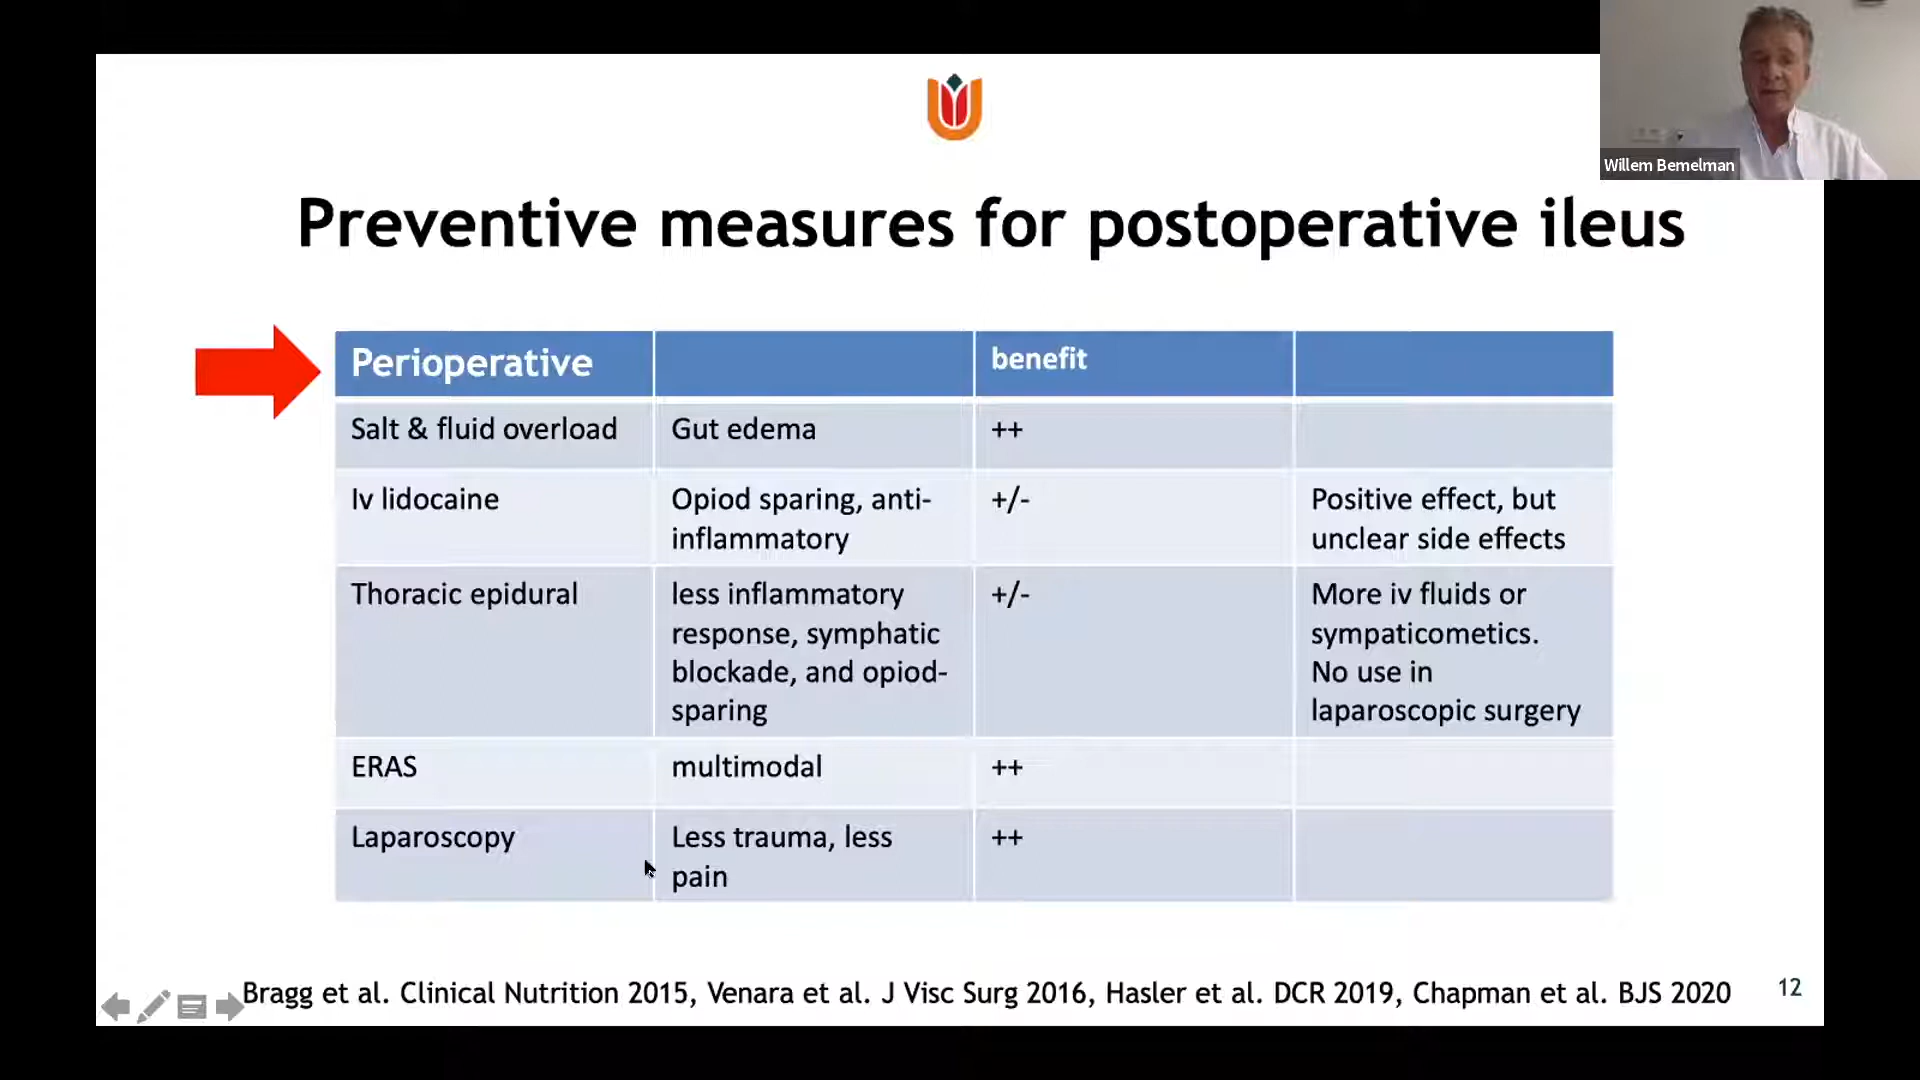 Willem Bemelman
Preventive measures for postoperative ileus
Perioperative
benefit
Salt & fluid overload
Gut edema
++
Iv lidocaine
Opiod sparing, anti-
inflammatory
+/-
Positive effect, but
unclear side effects
Thoracic epidural
less inflammatory
response, symphatic
blockade, and opiod-
sparing
+/-
More iv fluids or
sympaticometics.
No use in
laparoscopic surgery
ERAS
multimodal
++
Laparoscopy
Less trauma, less
pain
++
Bragg et al. Clinical Nutrition 2015, Venara et al. J Visc Surg 2016, Hasler et al. DCR 2019, Chapman et al. BJS 2020
12